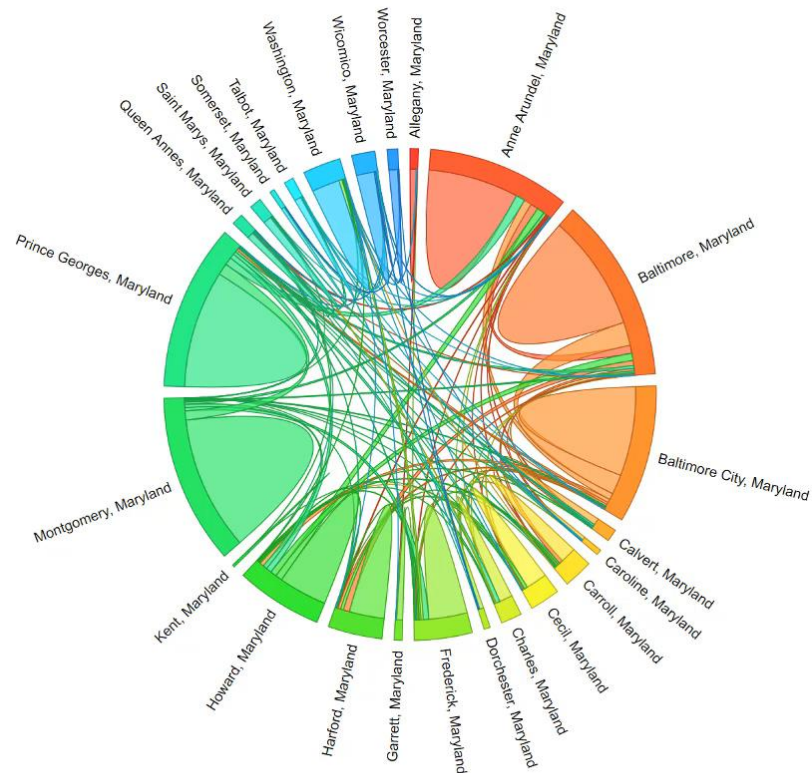 Allegany, Maryland
Anne Arundel, Maryland
Baltimore, Maryland
Baltimore City, Maryland
Calvert, Maryland
Caroline, Maryland
Carroll, Maryland
Cecil, Maryland
Charles, Maryland
Dorchester, Maryland
Frederick, Maryland
Garrett, Maryland
Harford, Maryland
Howard, Maryland
Kent, Maryland
Montgomery, Maryland
Prince Georges, Maryland
Queen Annes, Maryland
Saint Marys, Maryland
Somerset, Maryland
Talbot, Maryland
Washington, Maryland
Wicomico, Maryland
Worcester, Maryland